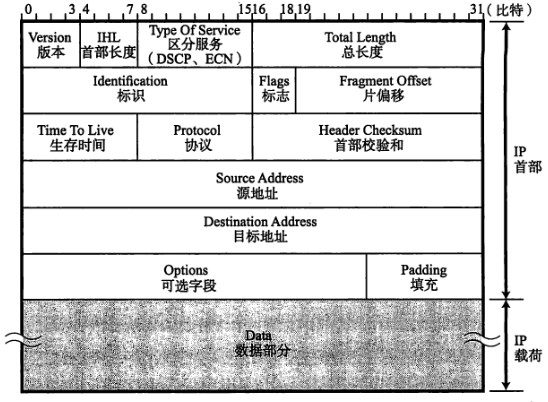 0 3,4 7,8 15 16 18,19 31（比特）
Version
版本
IHL
首部长度
Type Of Service
区分服务
（DSCP、ECN）
Total Length
总长度
Identification
标识
Flags
标志
Fragment Offset
片偏移
Time To Live
生存时间
Protocol
协议
Header Checksum
首部校验和
IP
首部
Source Address
源地址
Destination Address
目标地址
Options
可选字段
Padding
填充
Data
数据部分
IP
载荷